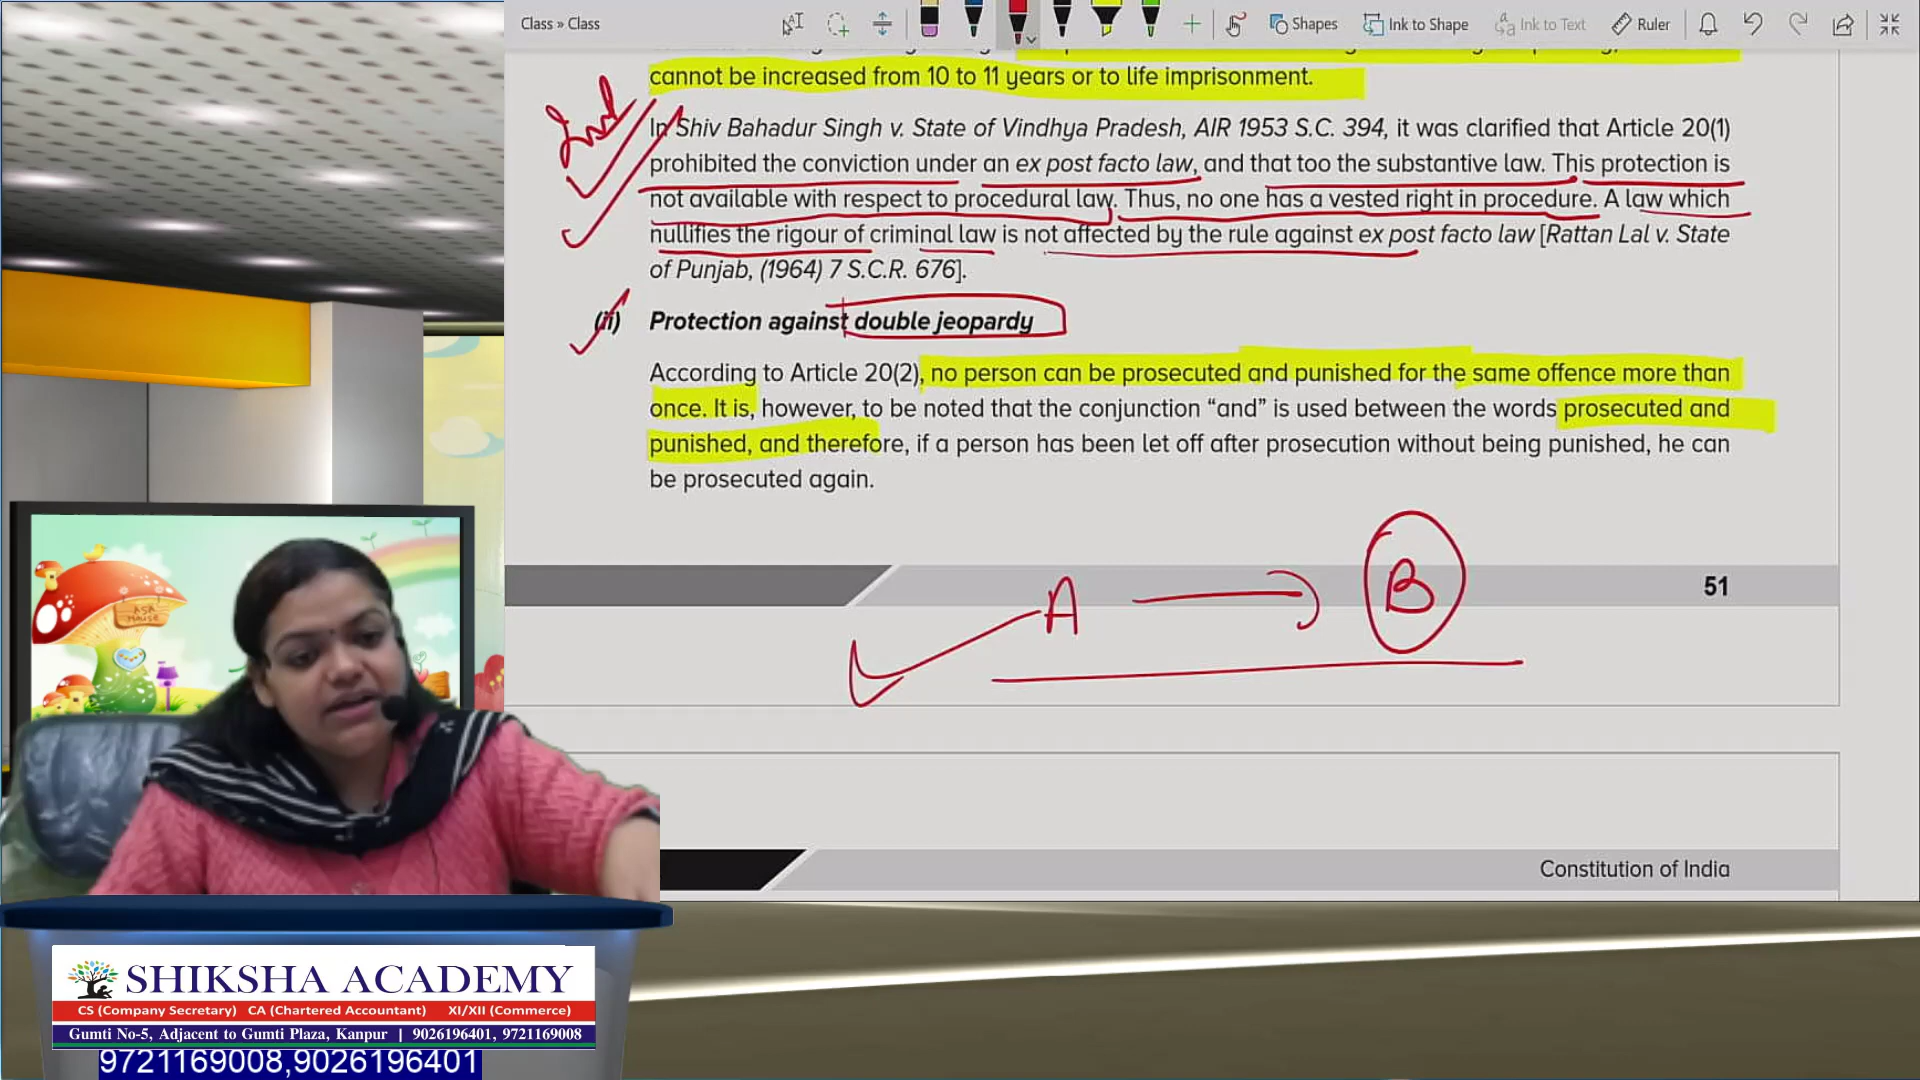 Class » Class
Shapes
Ink to Shape
Ink to Text
Ruler
cannot be increased from 10 to 11 years or to life imprisonment.
In Shiv Bahadur Singh v. State of Vindhya Pradesh, AIR 1953 S.C. 394, it was clarified that Article 20(1)
prohibited the conviction under an ex post facto law, and that too the substantive law. This protection is
not available with respect to procedural law. Thus, no one has a vested right in procedure. A law which
nullifies the rigour of criminal law is not affected by the rule against ex post facto law [Rattan Lal v. State
of Punjab, (1964) 7 S.C.R. 676].
(ii) Protection against double jeopardy
According to Article 20(2), no person can be prosecuted and punished for the same offence more than
once. It is, however, to be noted that the conjunction “and” is used between the words prosecuted and
punished, and therefore, if a person has been let off after prosecution without being punished, he can
be prosecuted again.
A B
51
Constitution of India
ASA
House
SHIKSHA ACADEMY
CS (Company Secretary) CA (Chartered Accountant) XI/XII (Commerce)
Gumti No-5, Adjacent to Gumti Plaza, Kanpur | 9026196401, 9721169008
9721169008,9026196401